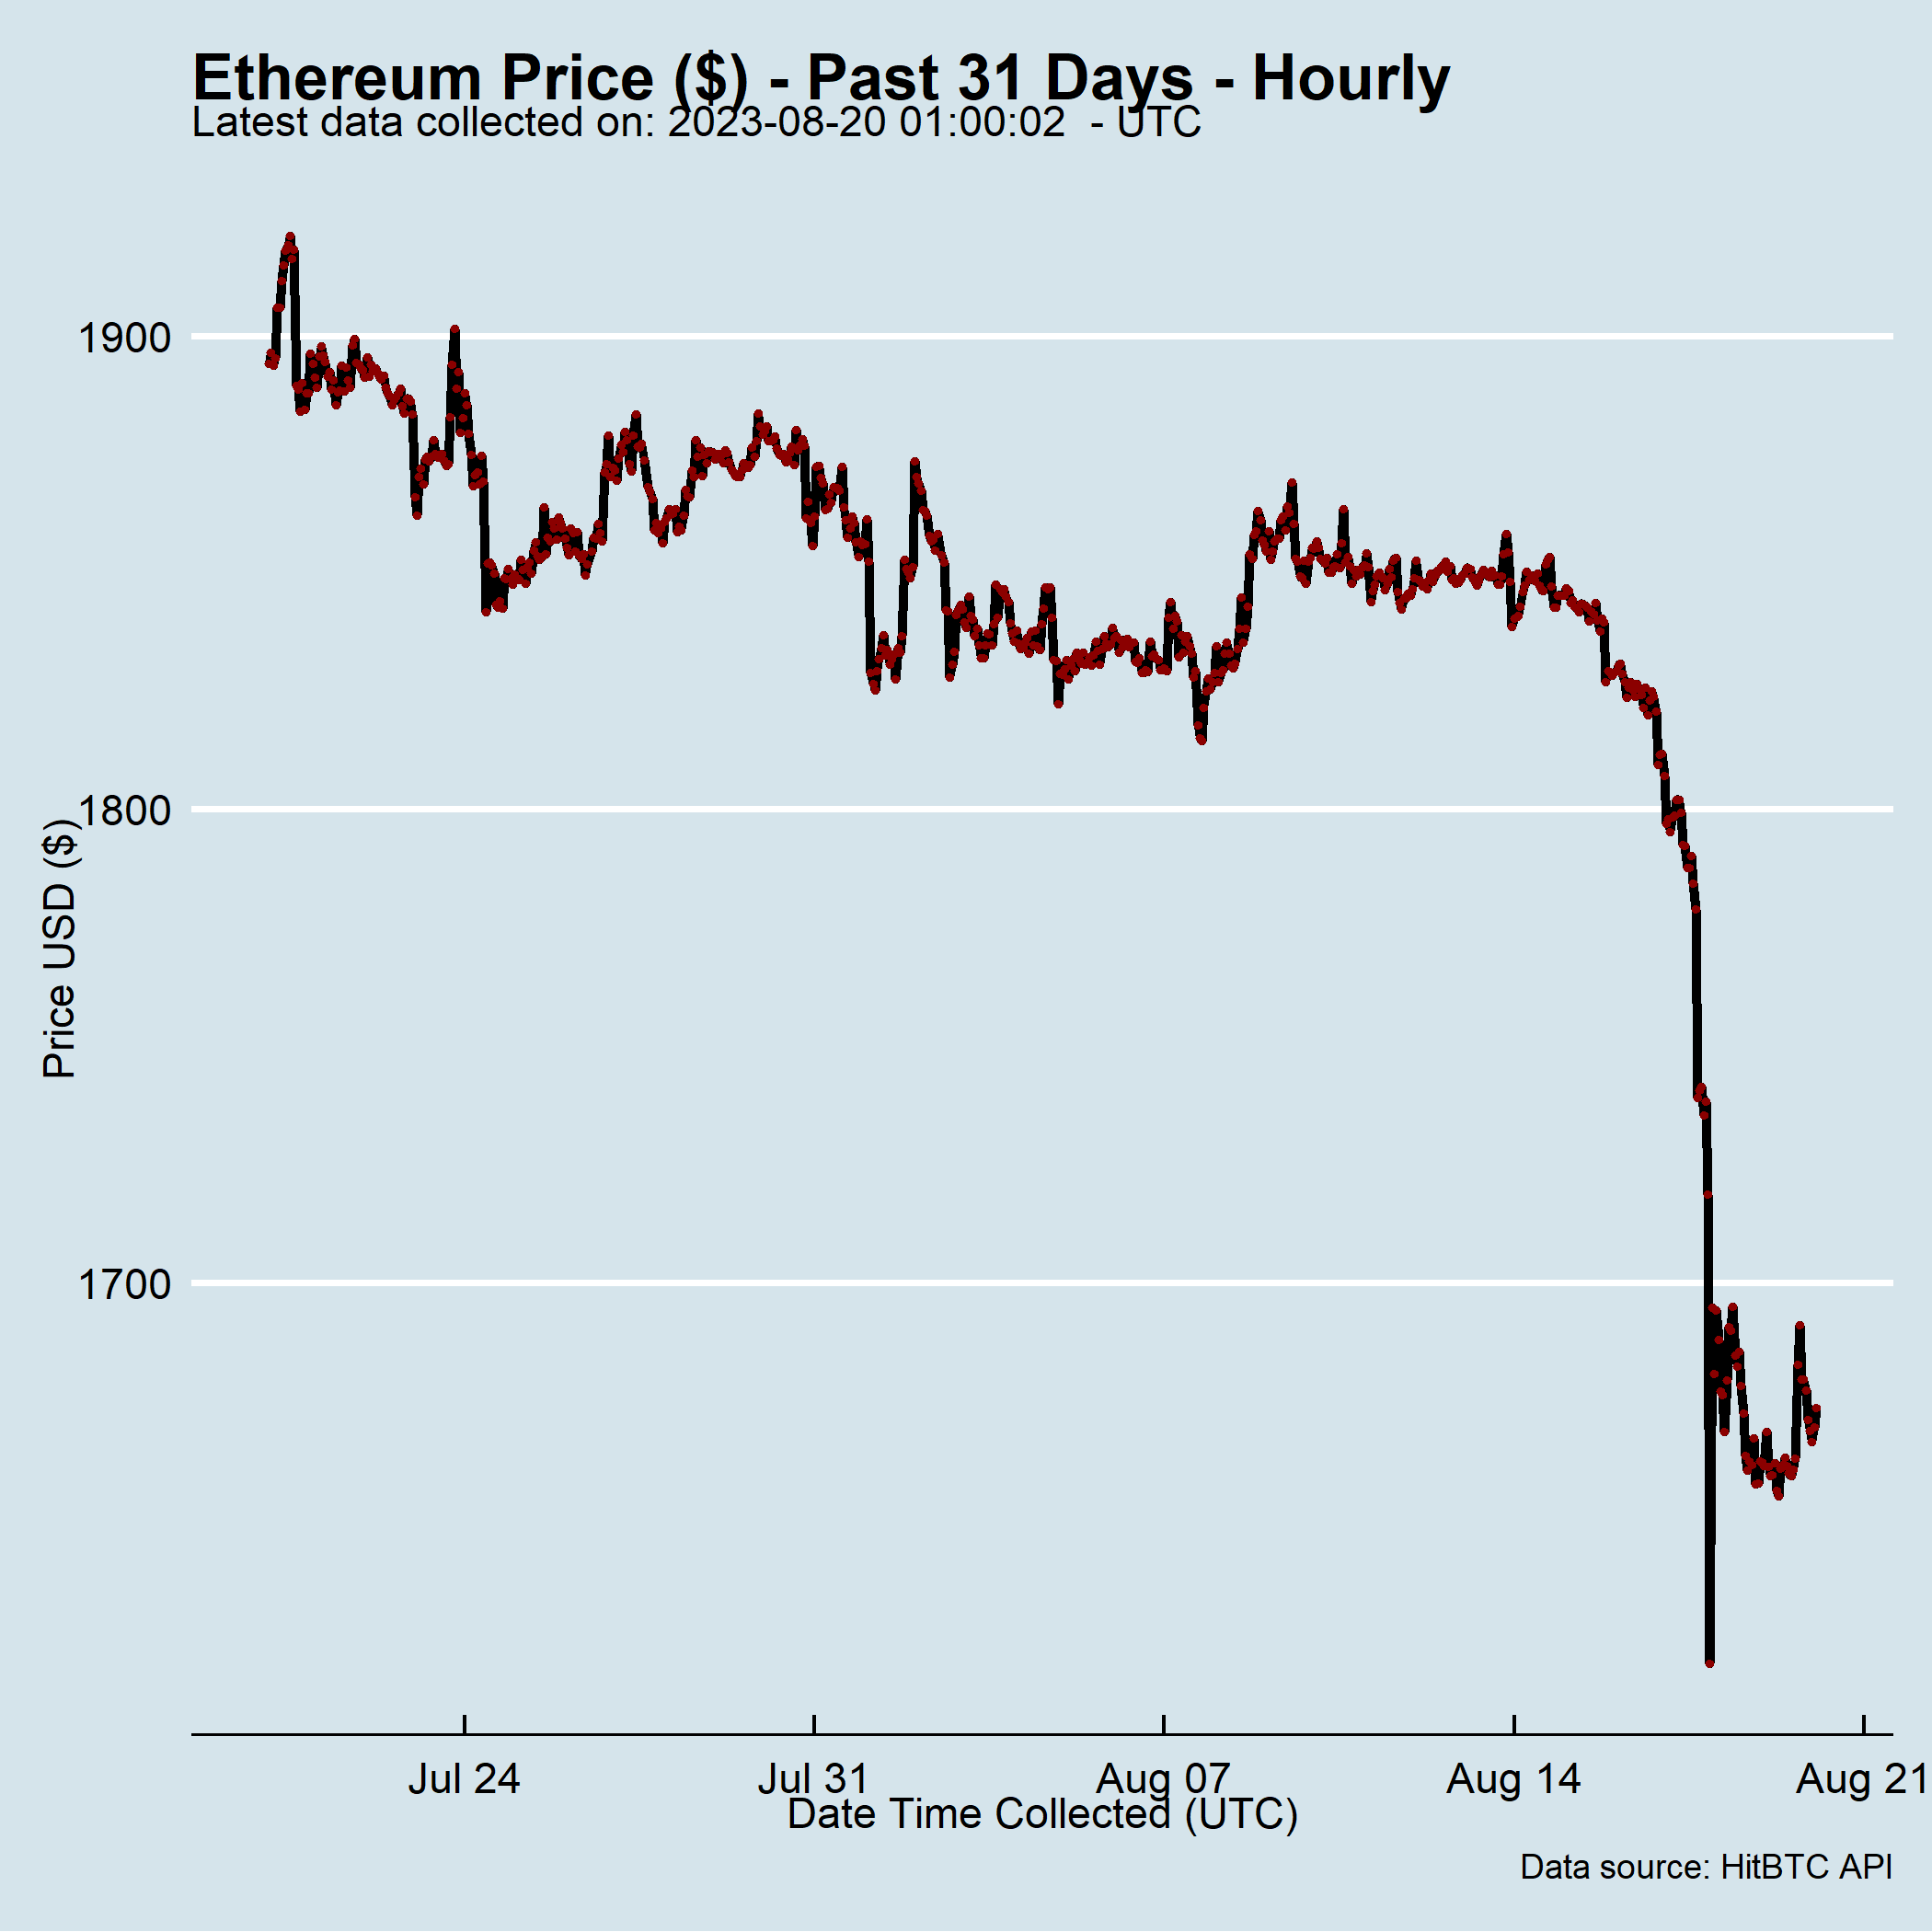 Ethereum Price ($) - Past 31 Days - Hourly
Latest data collected on: 2023-08-20 01:00:02  - UTC
1900
1800
1700
Price USD ($)
Jul 24
Jul 31
Aug 07
Aug 14
Aug 21
Date Time Collected (UTC)
Data source: HitBTC API